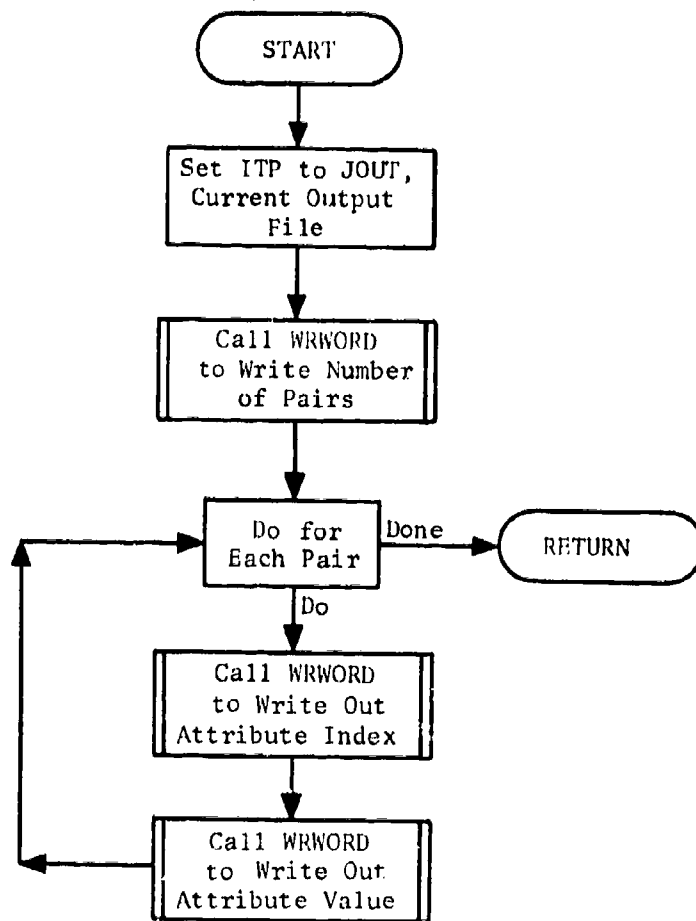 START
Set ITP to JOUT,
Current Output
File
Call WRWORD
to Write Number
of Pairs
Do for
Each Pair
Done
RETURN
Do
Call WRWORD
to Write Out
Attribute Index
Call WRWORD
to Write Out
Attribute Value